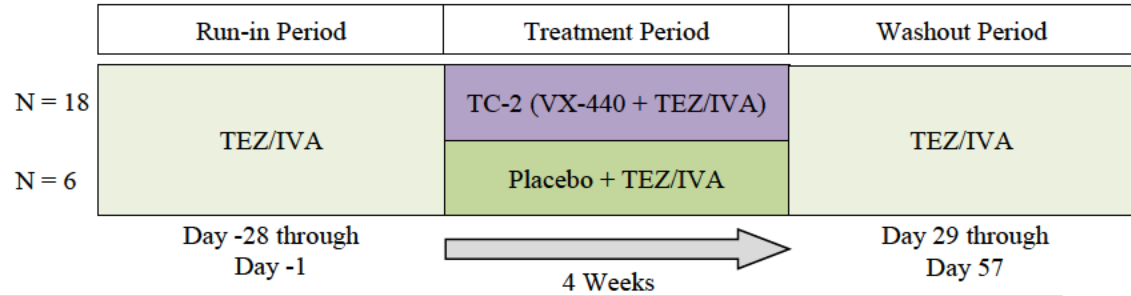 Run-in Period
Treatment Period
Washout Period
N = 18
TEZ/IVA
TC-2 (VX-440 + TEZ/IVA)
TEZ/IVA
N = 6
Placebo + TEZ/IVA
Day -28 through
Day -1
4 Weeks
Day 29 through
Day 57